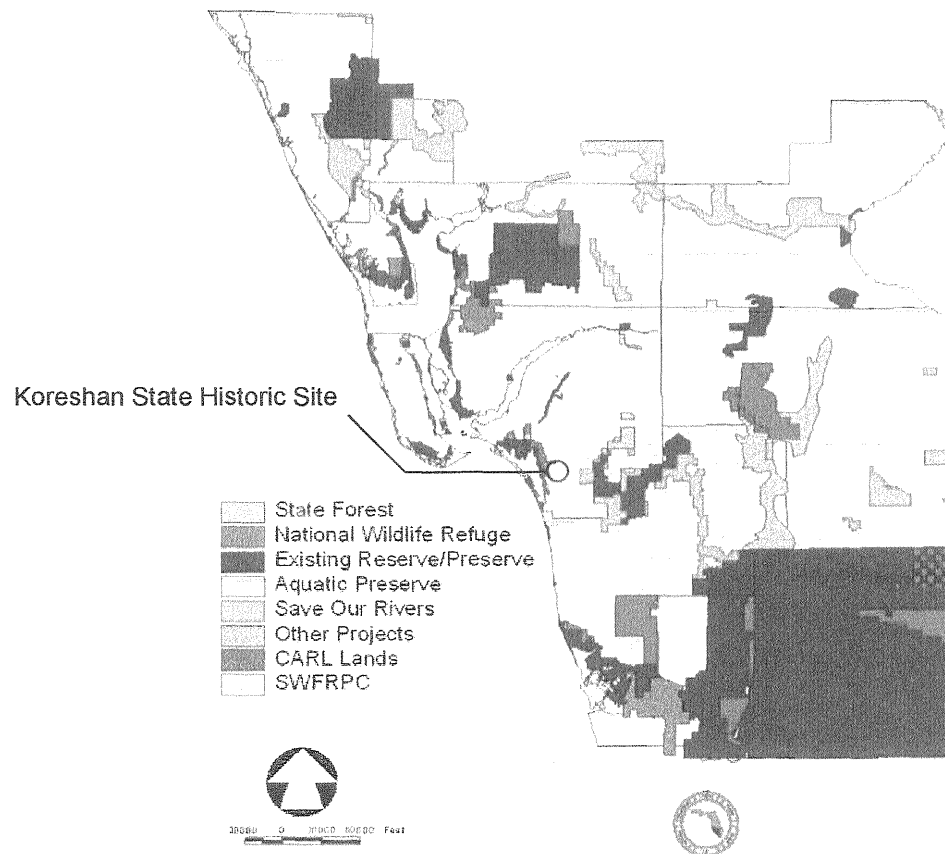 Koreshan State Historic Site
State Forest
National Wildlife Refuge
Existing Reserve/Preserve
Aquatic Preserve
Save Our Rivers
Other Projects
CARL Lands
SWFRPC
0
Feet